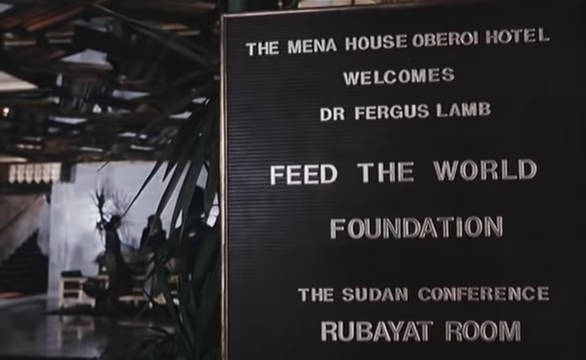 THE MENA HOUSE OBEROI HOTEL
WELCOMES
DR FERGUS LAMB
FEED THE WORLD
FOUNDATION
THE SUDAN CONFERENCE
RUBAYAT ROOM